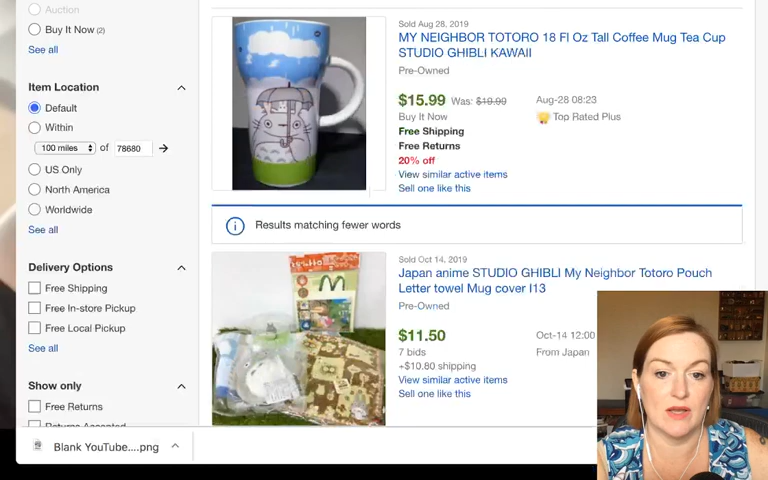 Auction
Buy It Now (2)
See all
Item Location
Default
Within
100 miles of 78680
US Only
North America
Worldwide
See all
Delivery Options
Free Shipping
Free In-store Pickup
Free Local Pickup
See all
Show only
Free Returns
Returns Accepted
Blank YouTube....png
Sold Aug 28, 2019
MY NEIGHBOR TOTORO 18 Fl Oz Tall Coffee Mug Tea Cup
STUDIO GHIBLI KAWAII
Pre-Owned
$15.99 Was: $19.99
Buy It Now
Free Shipping
Free Returns
20% off
View similar active items
Sell one like this
Aug-28 08:23
Top Rated Plus
Results matching fewer words
Sold Oct 14, 2019
Japan anime STUDIO GHIBLI My Neighbor Totoro Pouch
Letter towel Mug cover I13
Pre-Owned
$11.50
7 bids
+$10.80 shipping
View similar active items
Sell one like this
Oct-14 12:00
From Japan